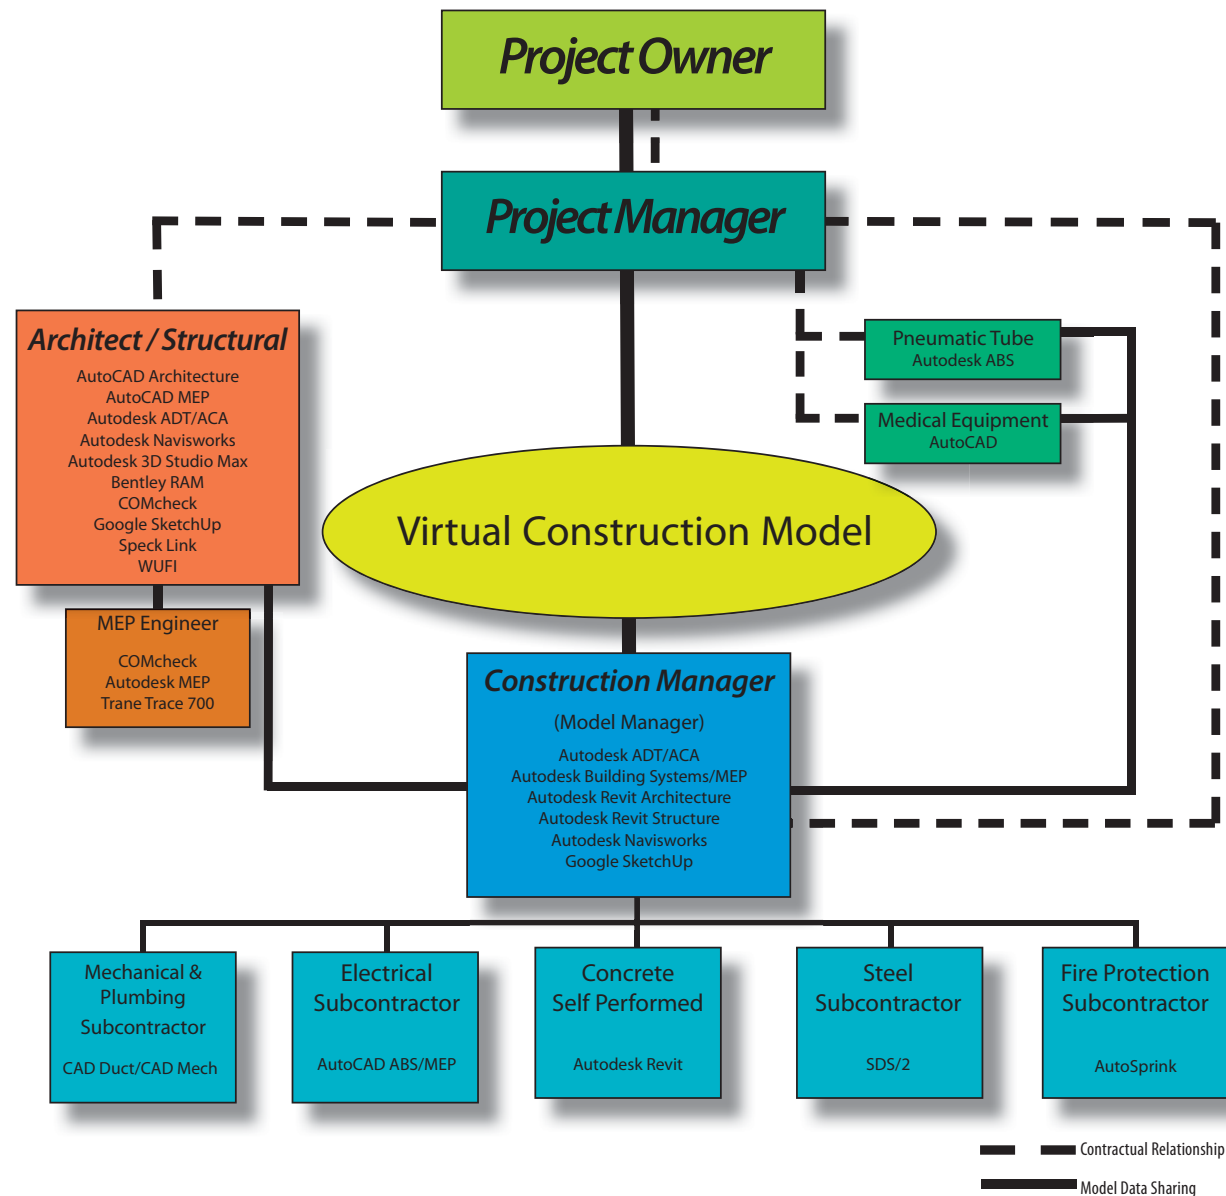 Project Owner
Project Manager
Architect / Structural
AutoCAD Architecture
AutoCAD MEP
Autodesk ADT/ACA
Autodesk Navisworks
Autodesk 3D Studio Max
Bentley RAM
COMcheck
Google SketchUp
Speck Link
WUFI
Pneumatic Tube
Autodesk ABS
Medical Equipment
AutoCAD
Virtual Construction Model
MEP Engineer
COMcheck
Autodesk MEP
Trane Trace 700
Construction Manager
(Model Manager)
Autodesk ADT/ACA
Autodesk Building Systems/MEP
Autodesk Revit Architecture
Autodesk Revit Structure
Autodesk Navisworks
Google SketchUp
Mechanical &
Plumbing
Subcontractor
CAD Duct/CAD Mech
Electrical
Subcontractor
AutoCAD ABS/MEP
Concrete
Self Performed
Autodesk Revit
Steel
Subcontractor
SDS/2
Fire Protection
Subcontractor
AutoSprink
Contractual Relationship
Model Data Sharing